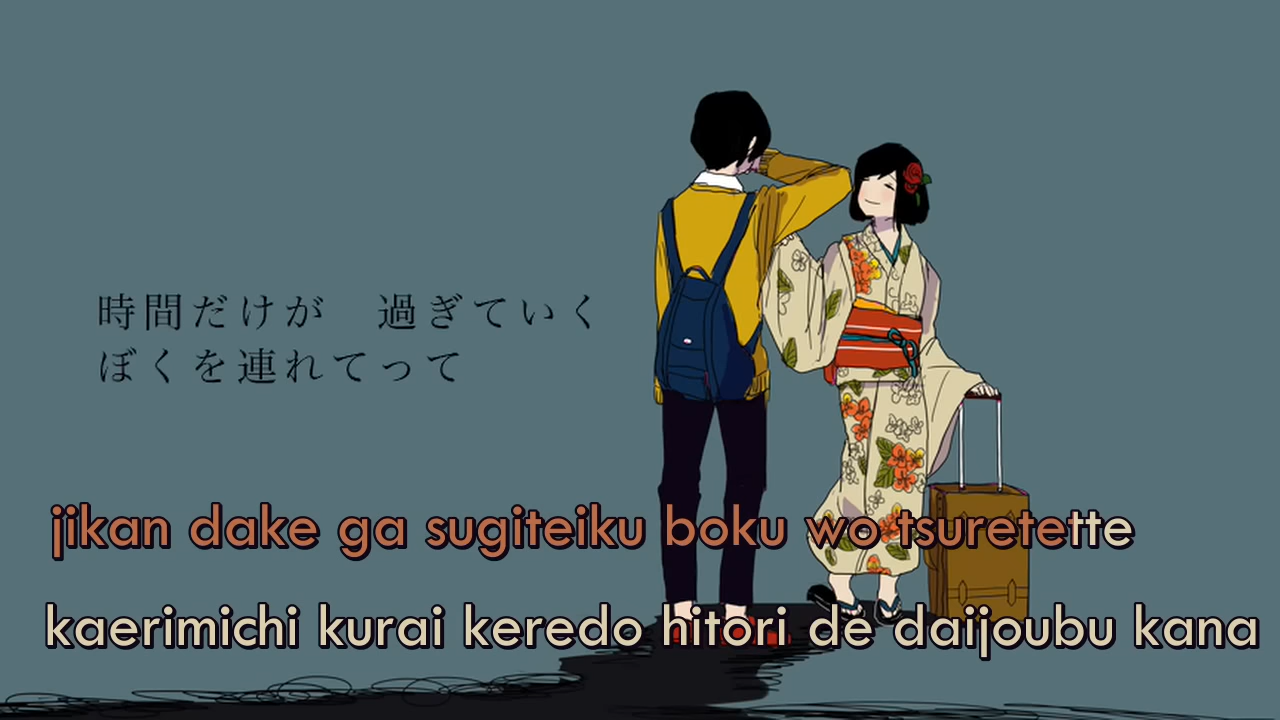 時間だけが　過ぎていく
ぼくを連れてって
jikan dake ga sugiteiku boku wo tsuretette
kaerimichi kurai keredo hitori de daijoubu kana